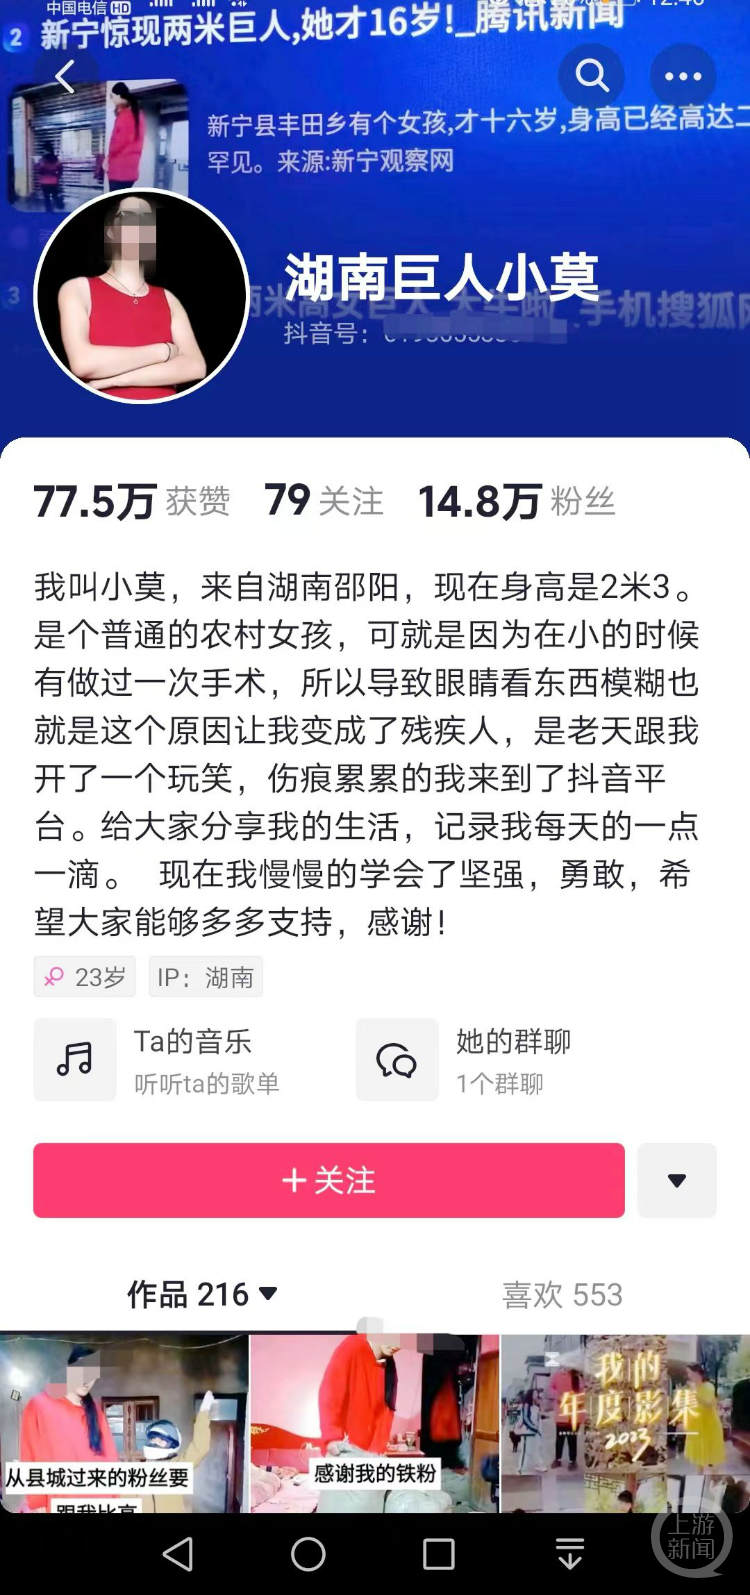 中国电信HD
12:46
2 新宁惊现两米巨人,她才16岁!_腾讯新闻
新宁县丰田乡有个女孩,才十六岁,身高已经高达二
罕见。来源:新宁观察网
湖南巨人小莫
3
手机搜狐网
抖音号:
77.5万 获赞 79 关注 14.8万 粉丝
我叫小莫，来自湖南邵阳，现在身高是2米3。
是个普通的农村女孩，可就是因为在小的时候
有做过一次手术，所以导致眼睛看东西模糊也
就是这个原因让我变成了残疾人，是老天跟我
开了一个玩笑，伤痕累累的我来到了抖音平
台。给大家分享我的生活，记录我每天的一点
一滴。 现在我慢慢的学会了坚强，勇敢，希
望大家能够多多支持，感谢！
23岁 IP：湖南
Ta的音乐 她的群聊
听听ta的歌单 1个群聊
+关注
作品 216 喜欢 553
从县城过来的粉丝要
跟我比高
感谢我的铁粉
我的
年度影集
2023
上游
新闻